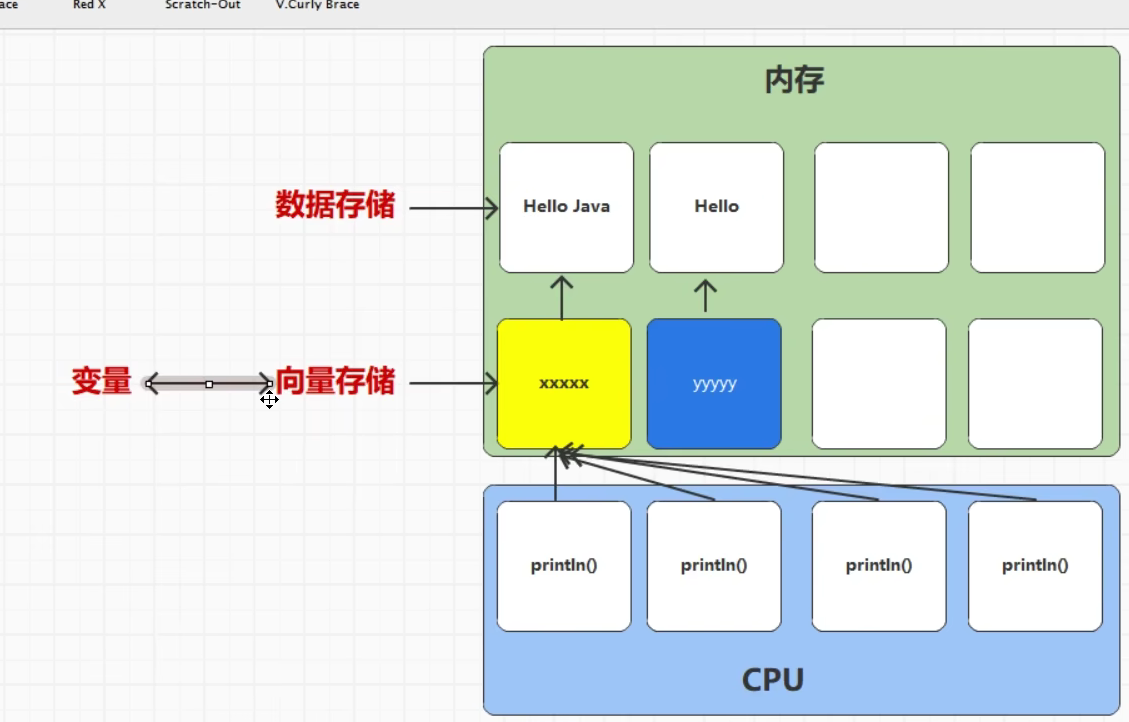 Red X
Scratch-Out
V.Curly Brace
内存
数据存储
Hello Java
Hello
变量
向量存储
xxxxx
yyyyy
println()
println()
println()
println()
CPU